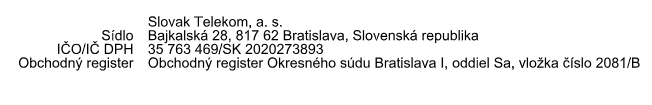 Slovak Telekom, a. s.
Sídlo Bajkalská 28, 817 62 Bratislava, Slovenská republika
IČO/IČ DPH 35 763 469/SK 2020273893
Obchodný register Obchodný register Okresného súdu Bratislava I, oddiel Sa, vložka číslo 2081/B